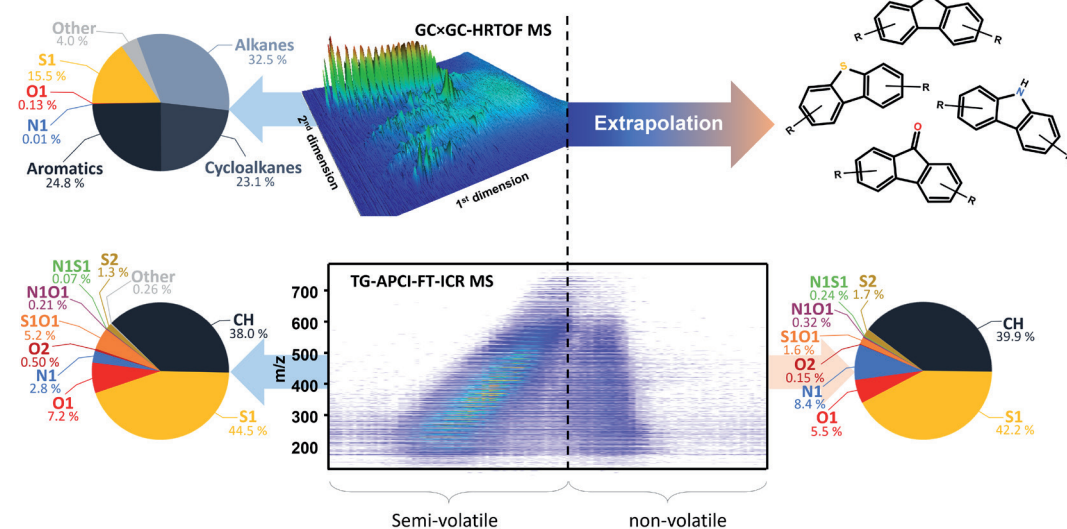 GC×GC-HRTOF MS
Other
4.0 %
S1
15.5 %
O1
0.13 %
N1
0.01 %
Aromatics
24.8 %
Alkanes
32.5 %
Cycloalkanes
23.1 %
2nd dimension
1st dimension
Extrapolation
R
R
S
R
R
H
N
R
O
R
R
TG-APCI-FT-ICR MS
m/z
700
600
500
400
300
200
N1S1
0.07 %
S2
1.3 %
Other
0.26 %
N1O1
0.21 %
S1O1
5.2 %
O2
0.50 %
N1
2.8 %
O1
7.2 %
CH
38.0 %
S1
44.5 %
N1S1
0.24 %
S2
1.7 %
N1O1
0.32 %
S1O1
1.6 %
O2
0.15 %
N1
8.4 %
O1
5.5 %
CH
39.9 %
S1
42.2 %
Semi-volatile
non-volatile